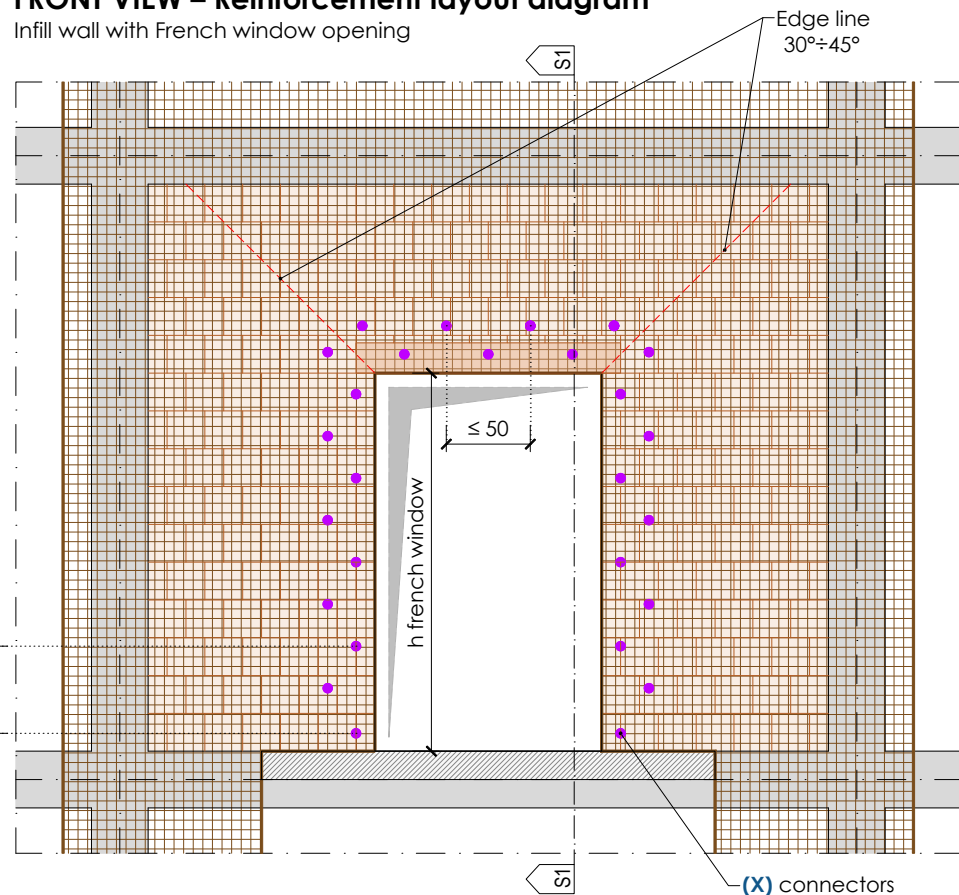 FRONT VIEW – Reinforcement layout diagram
Infill wall with French window opening
Edge line
30°÷45°
S1
≤ 50
h french window
S1
(X) connectors